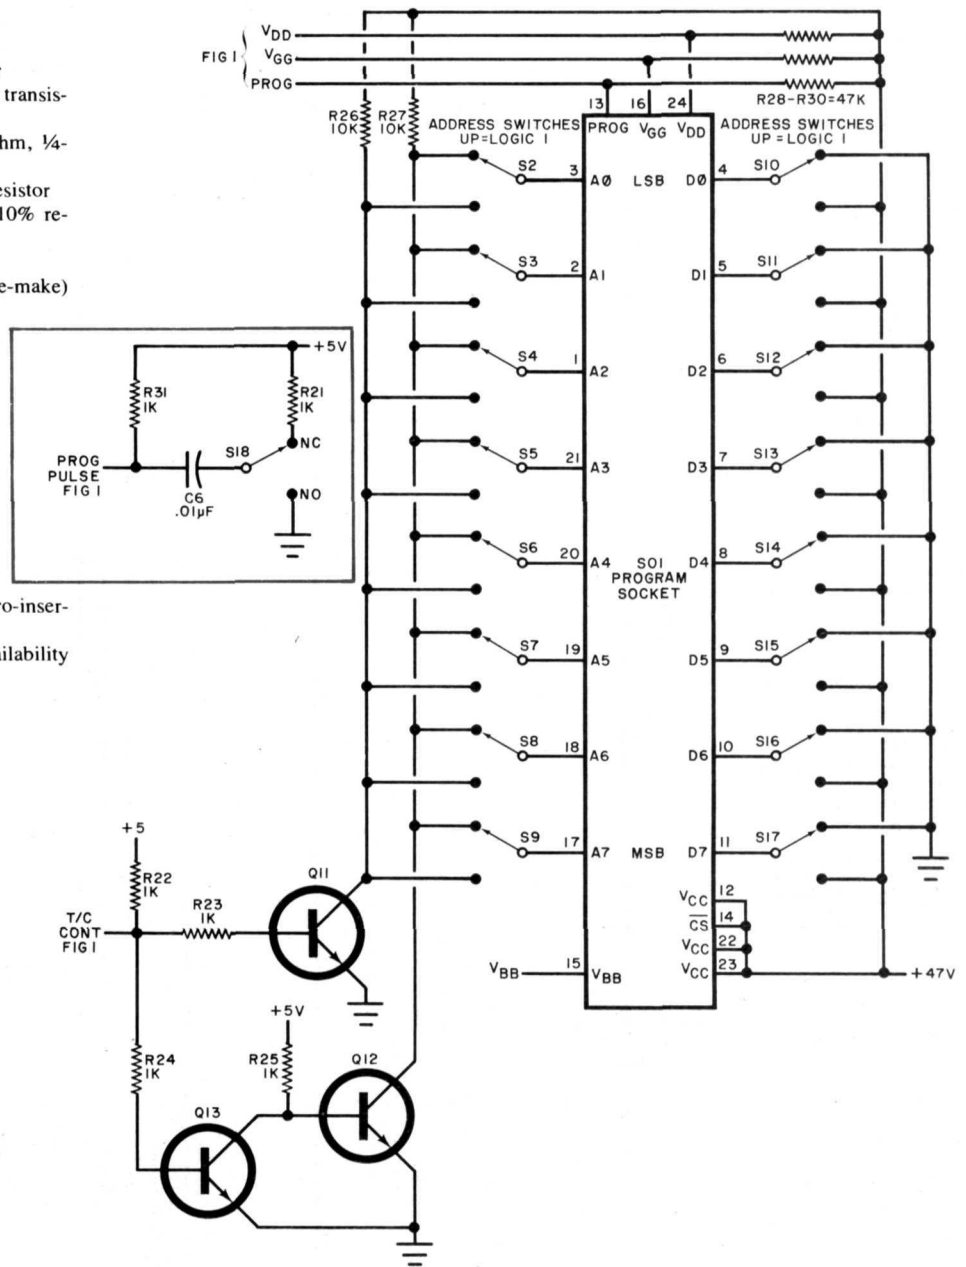 transis-
hm, ¼-
esistor
10% re-
e-make)
ro-inser-
ilability
FIG 1
VDD
VGG
PROG
R26
10K
R27
10K
R28-R30=47K
ADDRESS SWITCHES
UP=LOGIC 1
ADDRESS SWITCHES
UP=LOGIC 1
13
16
24
PROG
VGG
VDD
S2
3
AØ
LSB
DØ
4
S10
S3
2
A1
D1
5
S11
S4
1
A2
D2
6
S12
S5
21
A3
D3
7
S13
S6
20
A4
D4
8
S14
SO1
PROGRAM
SOCKET
S7
19
A5
D5
9
S15
S8
18
A6
D6
10
S16
S9
17
A7
MSB
D7
11
S17
VCC
12
CS
14
VCC
22
VCC
23
+47V
VBB
15
VBB
+5V
R31
1K
R21
1K
S18
NC
NO
PROG
PULSE
FIG 1
C6
.01µF
+5
R22
1K
T/C
CONT
FIG 1
R23
1K
Q11
+5V
R24
1K
R25
1K
Q12
Q13